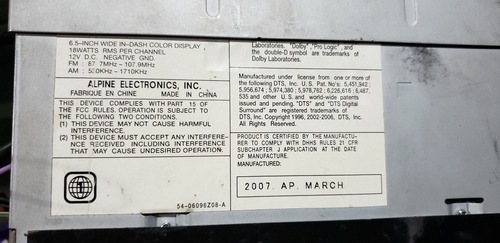 6.5-INCH WIDE IN-DASH COLOR DISPLAY
18WATTS RMS PER CHANNEL
12V D.C. NEGATIVE GND
FM : 87.7MHz - 107.9MHz
AM : 530KHz - 1710KHz
ALPINE ELECTRONICS, INC.
FABRIQUE EN CHINE MADE IN CHINA
THIS DEVICE COMPLIES WITH PART 15 OF
THE FCC RULES, OPERATION IS SUBJECT TO
THE FOLLOWING TWO CONDITIONS.
(1) THIS DEVICE MAY NOT CAUSE HARMFUL
INTERFERENCE.
(2) THIS DEVICE MUST ACCEPT ANY INTERFERE-
NCE RECEIVED INCLUDING INTERFERENCE
THAT MAY CAUSE UNDESIRED OPERATION.
54-06096Z08-A
Laboratories. "Dolby", "Pro Logic", and
the double-D symbol are trademarks of
Dolby Laboratories.
Manufactured under license from one or more of
the following DTS, Inc. U.S. Pat. No's: 5,451,942;
5,956,674; 5,974,380; 5,978,762; 6,226,616; 6,487,
535 and other U.S. and world-wide patents
issued and pending. "DTS" and "DTS Digital
Surround" are registered trademarks of
DTS, Inc. Copyright 1996, 2002-2006, DTS, Inc.
All Rights Reserved.
PRODUCT IS CERTIFIED BY THE MANUFACTU-
RER TO COMPLY WITH DHHS RULES 21 CFR
SUBCHAPTER J APPLICATION AT THE DATE
OF MANUFACTURE.
MANUFACTURED:
2007. AP. MARCH